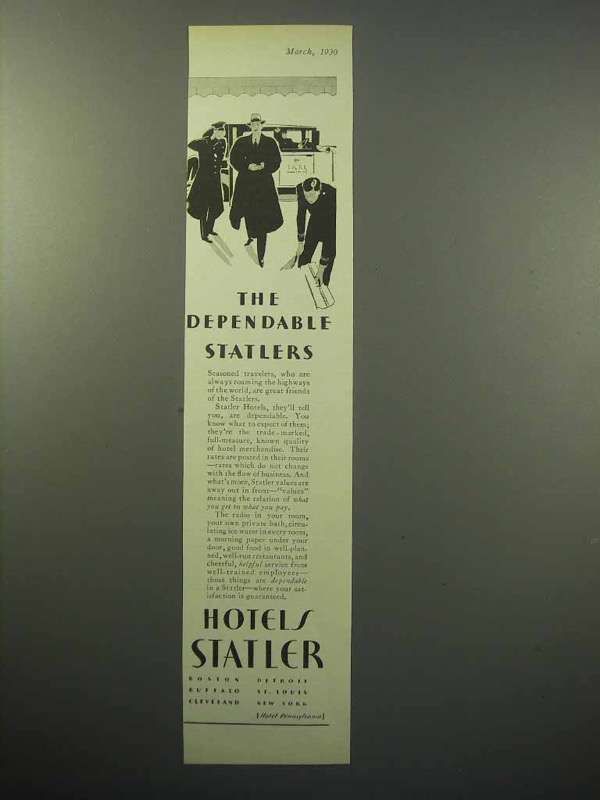 March, 1930
THE
DEPENDABLE
STATLERS
Seasoned travelers, who are
always roaming the highways
of the world, are great friends
of the Statlers.
Statler Hotels, they'll tell
you, are dependable. You
know what to expect of them;
they're the trade-marked,
full-measure, known quality
of hotel merchandise. Their
rates are posted in their rooms
—rates which do not change
with the flow of business. And
what's more, Statler values are
away out in front—"values"
meaning the relation of what
you get to what you pay.
The radio in your room,
your own private bath, circu-
lating ice water in every room,
a morning paper under your
door, good food in well-plan-
ned, well-run restaurants, and
cheerful, helpful service from
well-trained employees—
those things are dependable
in a Statler—where your sat-
isfaction is guaranteed.
HOTELS
STATLER
BOSTON DETROIT
BUFFALO ST. LOUIS
CLEVELAND NEW YORK
[Hotel Pennsylvania]